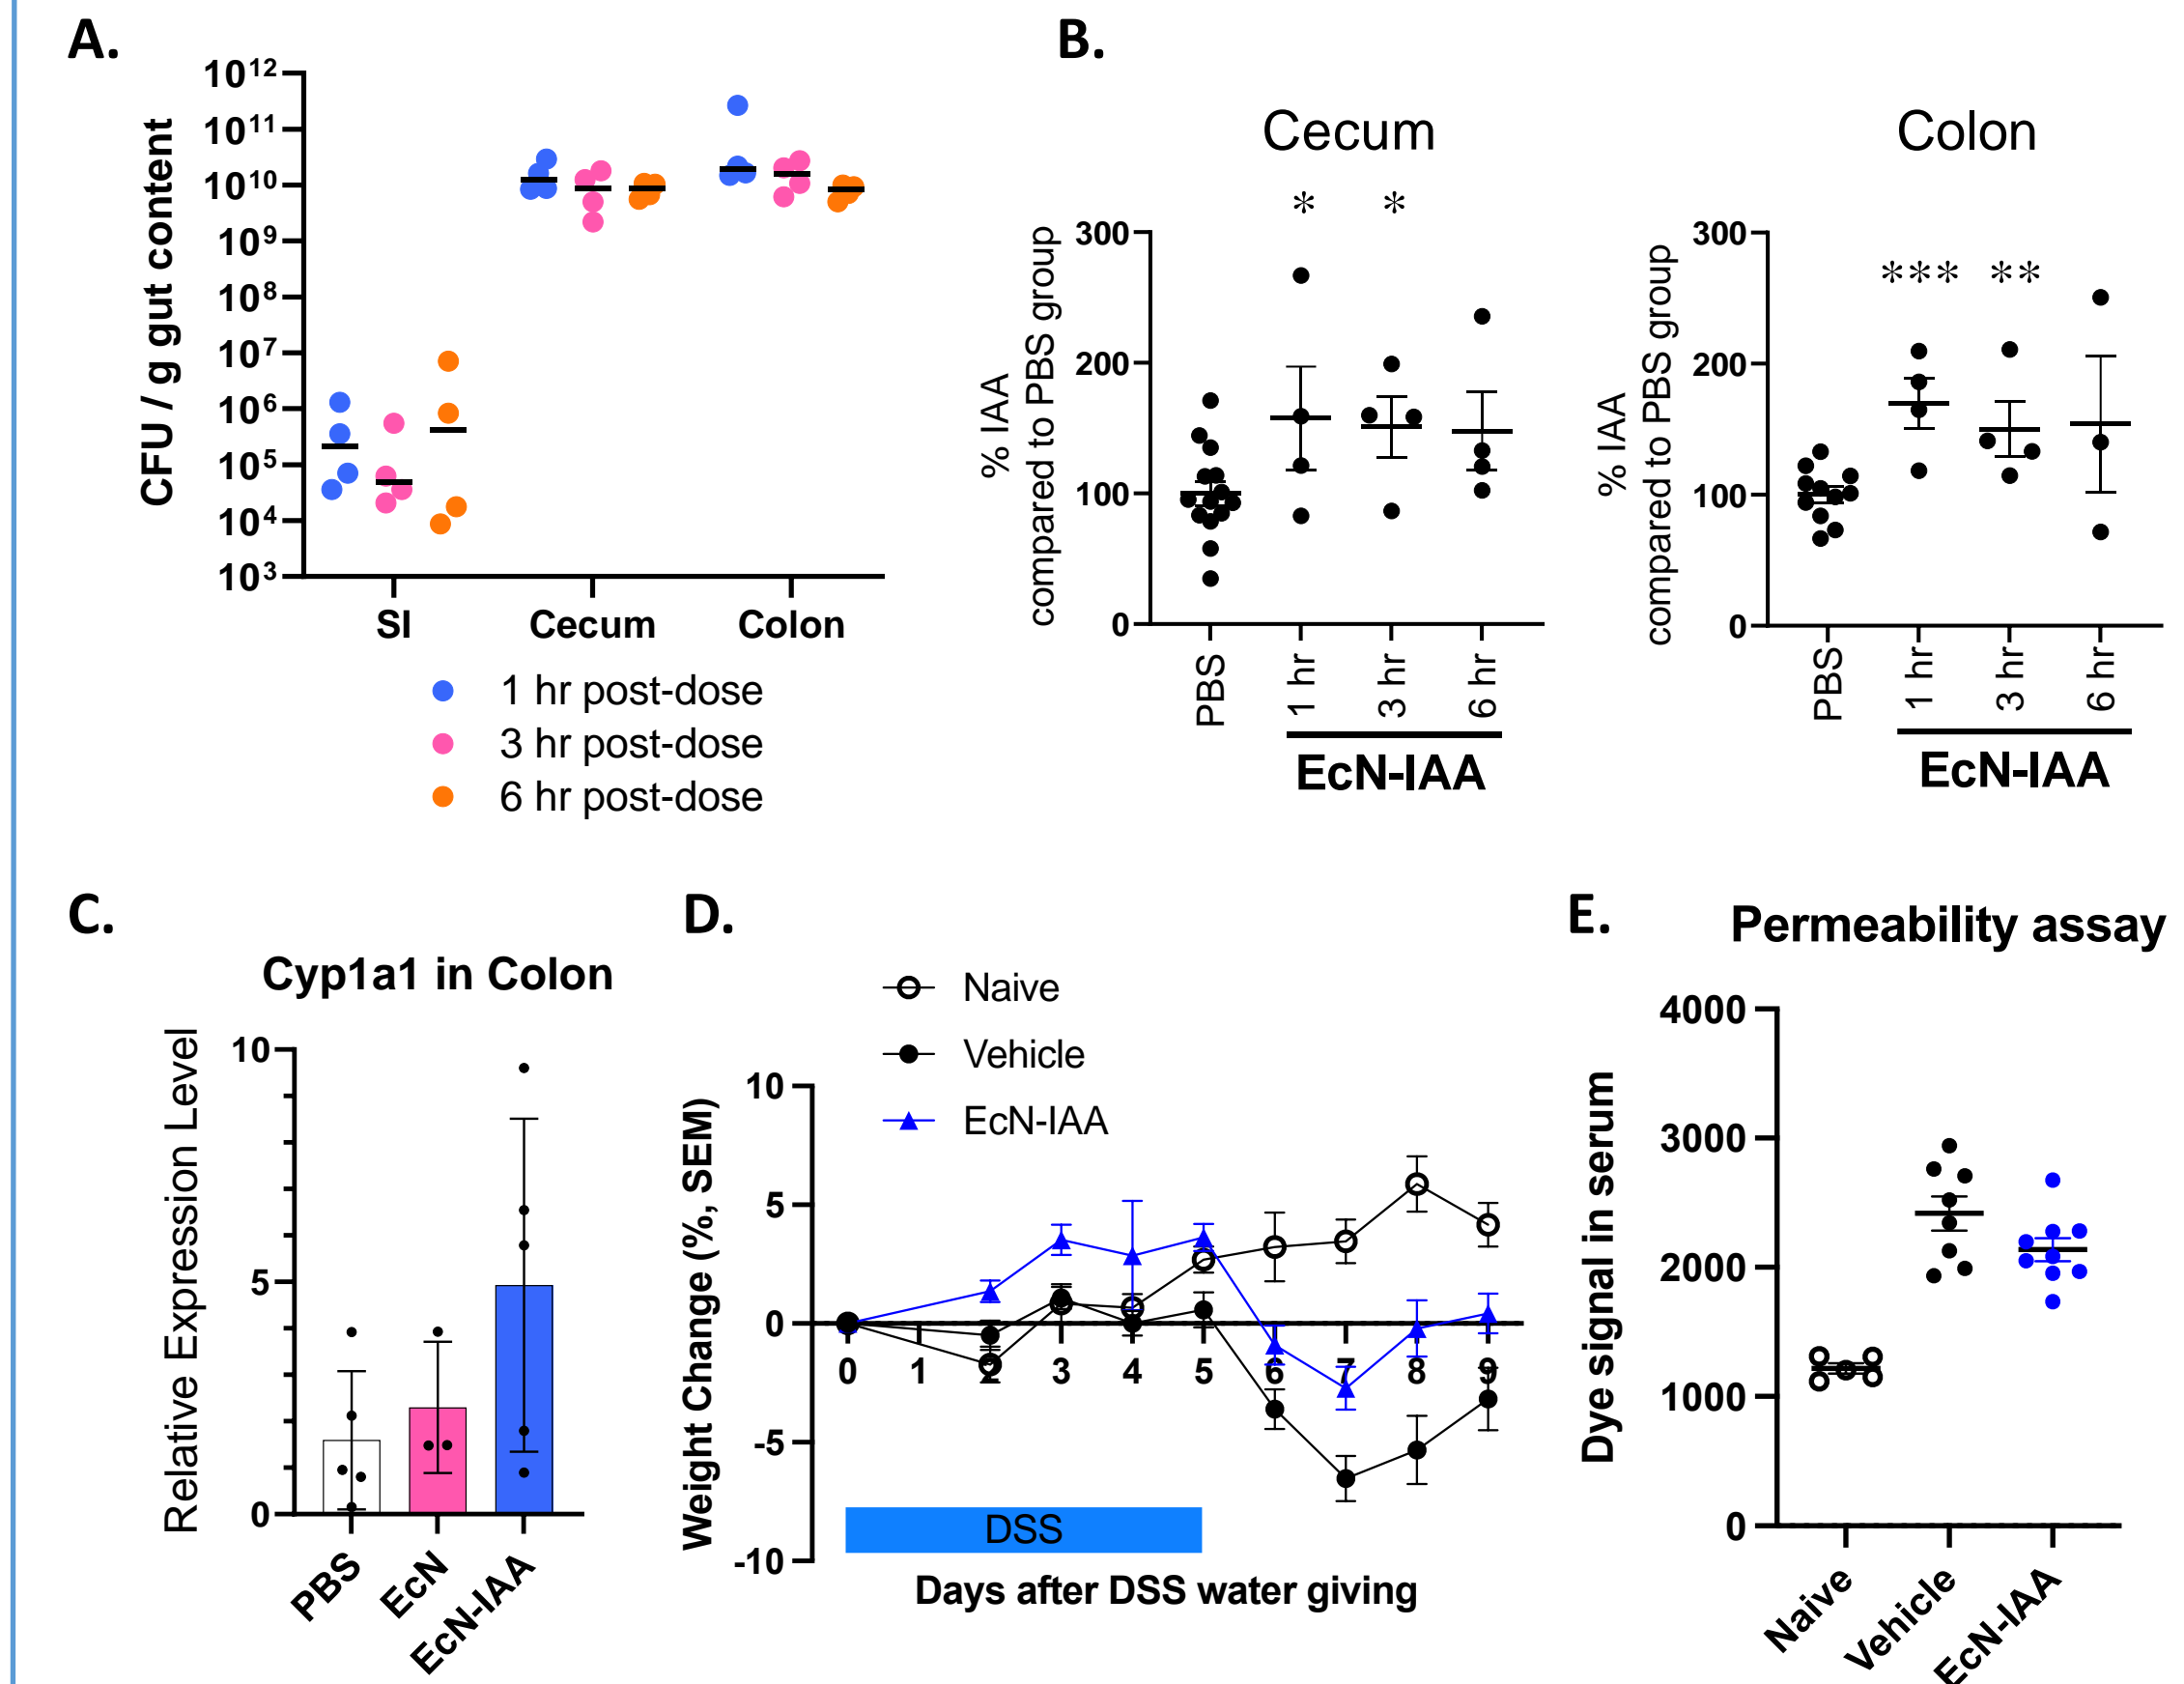 A.
10¹²
10¹¹
10¹⁰
10⁹
10⁸
10⁷
10⁶
10⁵
10⁴
10³
CFU / g gut content
SI Cecum Colon
1 hr post-dose
3 hr post-dose
6 hr post-dose
B.
Cecum
* *
% IAA
compared to PBS group
300
200
100
0
PBS
1 hr
3 hr
6 hr
EcN-IAA
Colon
*** **
% IAA
compared to PBS group
300
200
100
0
PBS
1 hr
3 hr
6 hr
EcN-IAA
C.
Cyp1a1 in Colon
Relative Expression Level
10
5
0
PBS
EcN
EcN-IAA
D.
Naive
Vehicle
EcN-IAA
Weight Change (%, SEM)
10
5
0
-5
-10
0 1 2 3 4 5 6 7 8 9
DSS
Days after DSS water giving
E.
Permeability assay
Dye signal in serum
4000
3000
2000
1000
0
Naive
Vehicle
EcN-IAA